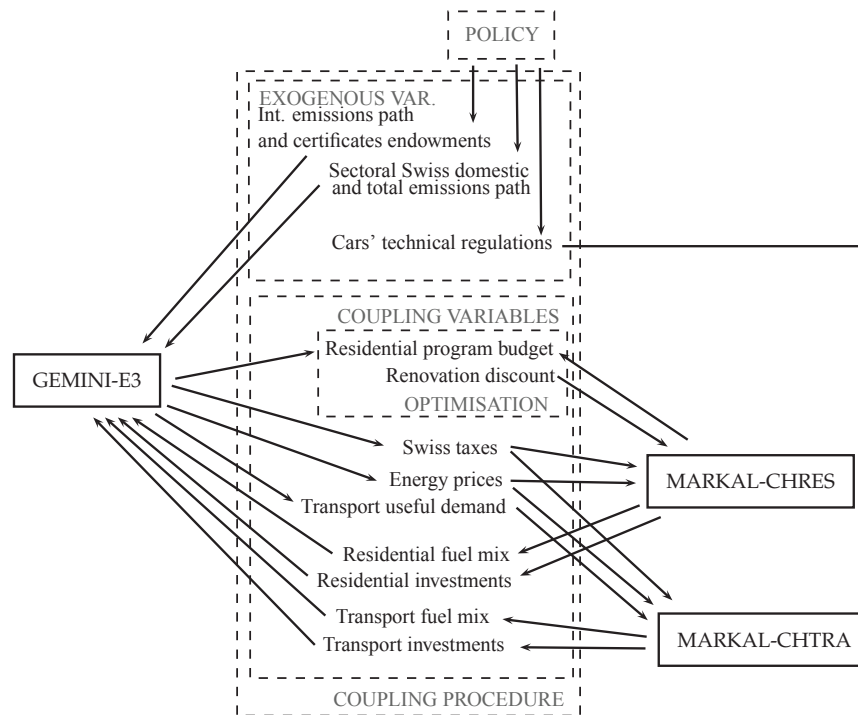 POLICY
EXOGENOUS VAR.
Int. emissions path
and certificates endowments
Sectoral Swiss domestic
and total emissions path
Cars' technical regulations
COUPLING VARIABLES
Residential program budget
GEMINI-E3
Renovation discount
OPTIMISATION
Swiss taxes
Energy prices
MARKAL-CHRES
Transport useful demand
Residential fuel mix
Residential investments
Transport fuel mix
Transport investments
MARKAL-CHTRA
COUPLING PROCEDURE